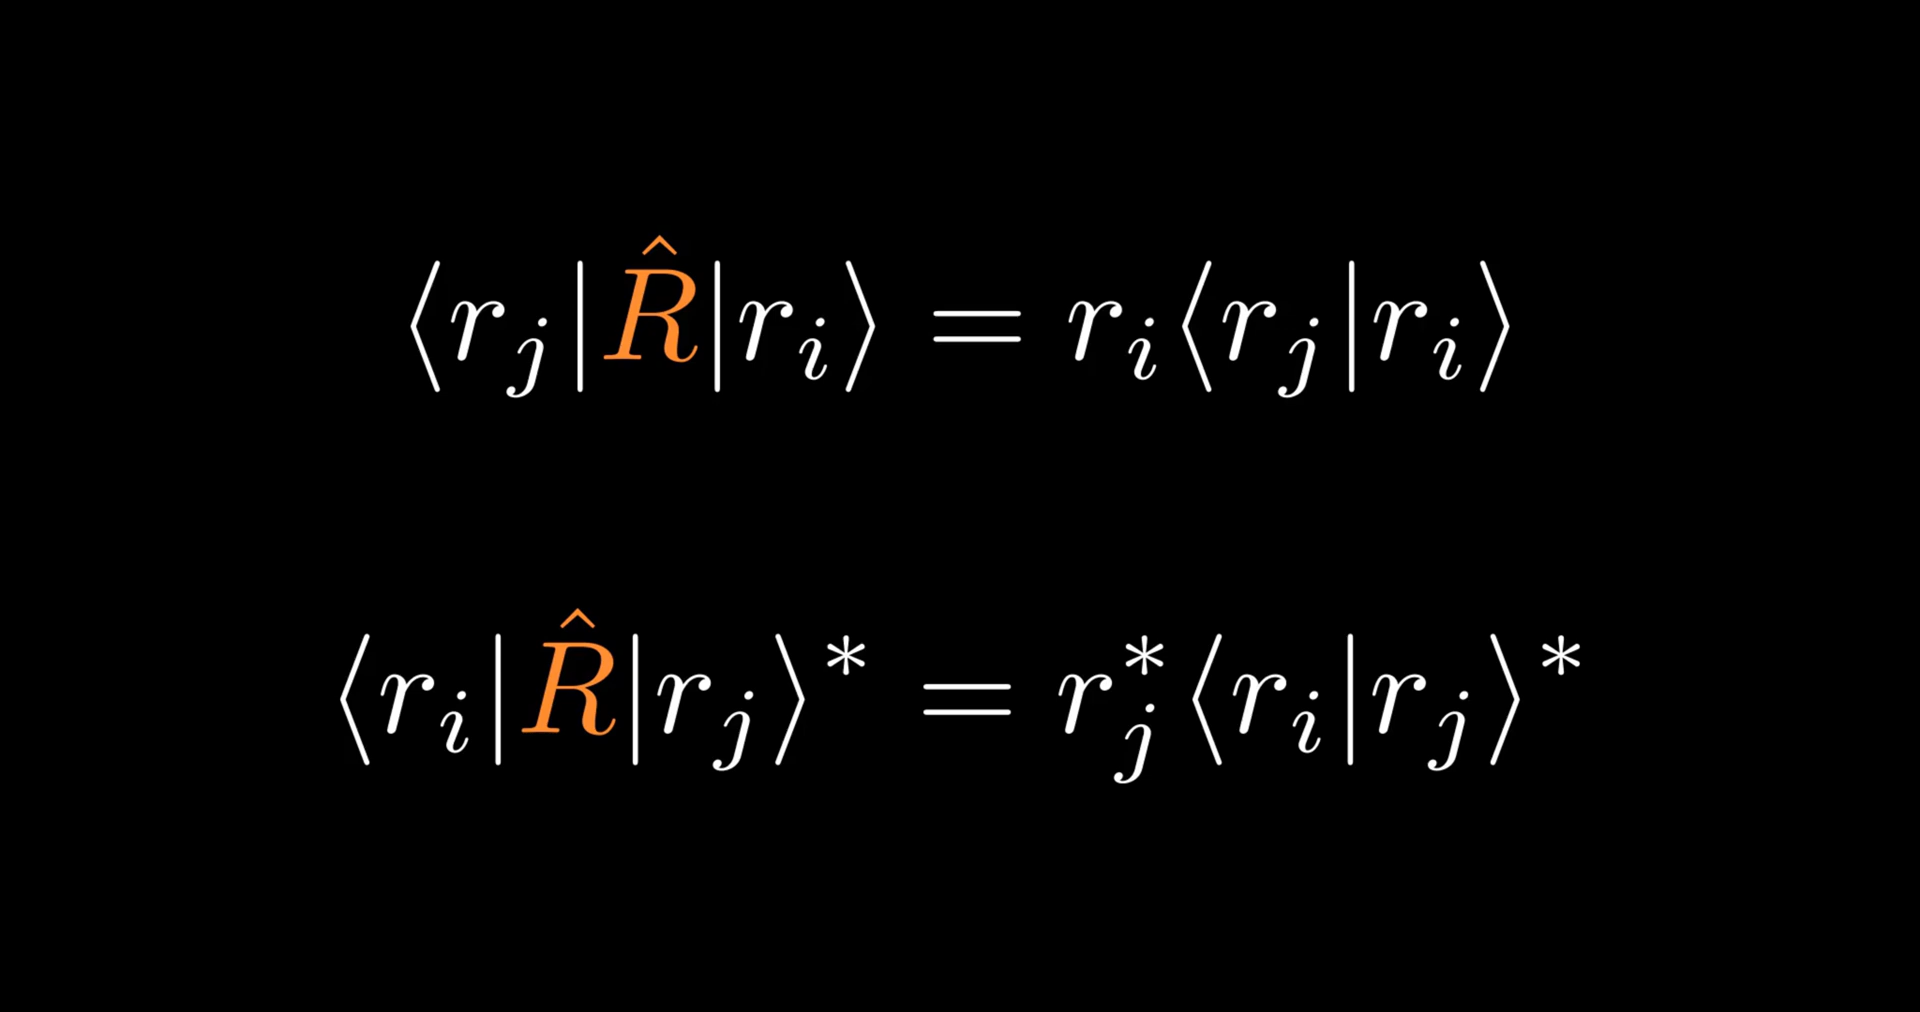 ⟨r_j|R̂|r_i⟩ = r_i⟨r_j|r_i⟩
⟨r_i|R̂|r_j⟩* = r_j*⟨r_i|r_j⟩*